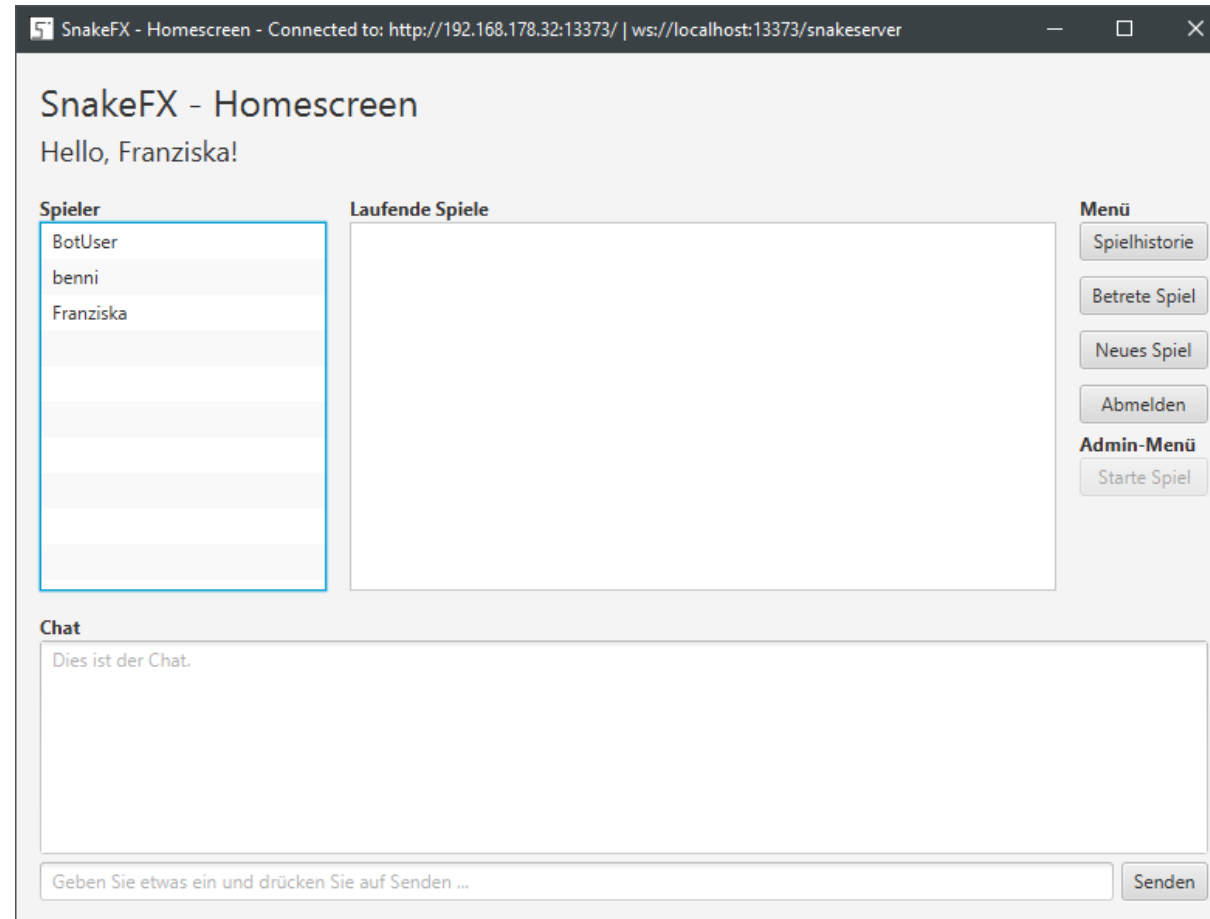 SnakeFX - Homescreen - Connected to: http://192.168.178.32:13373/ | ws://localhost:13373/snakeserver
SnakeFX - Homescreen
Hello, Franziska!
Spieler
BotUser
benni
Franziska
Laufende Spiele
Menü
Spielhistorie
Betrete Spiel
Neues Spiel
Abmelden
Admin-Menü
Starte Spiel
Chat
Dies ist der Chat.
Geben Sie etwas ein und drücken Sie auf Senden ...
Senden